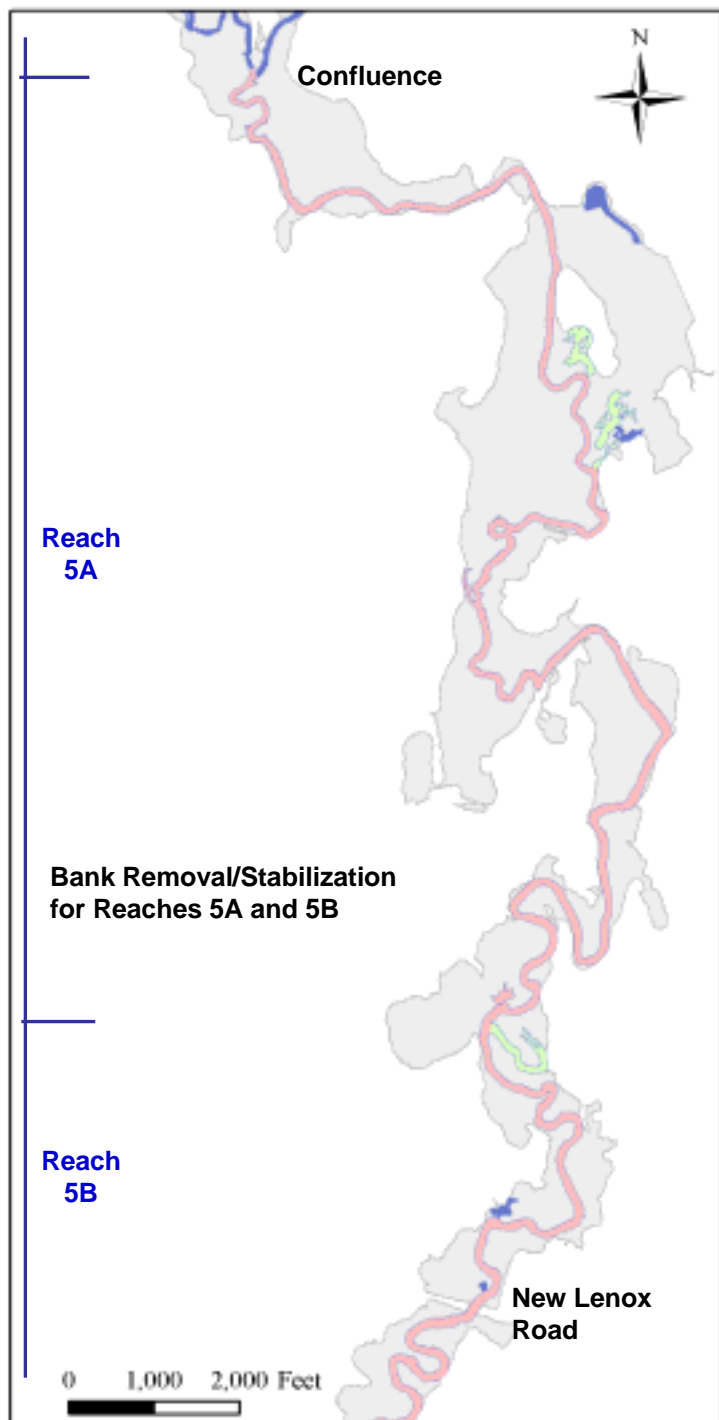 Confluence
N
Reach
5A
Bank Removal/Stabilization
for Reaches 5A and 5B
Reach
5B
New Lenox
Road
0 1,000 2,000 Feet